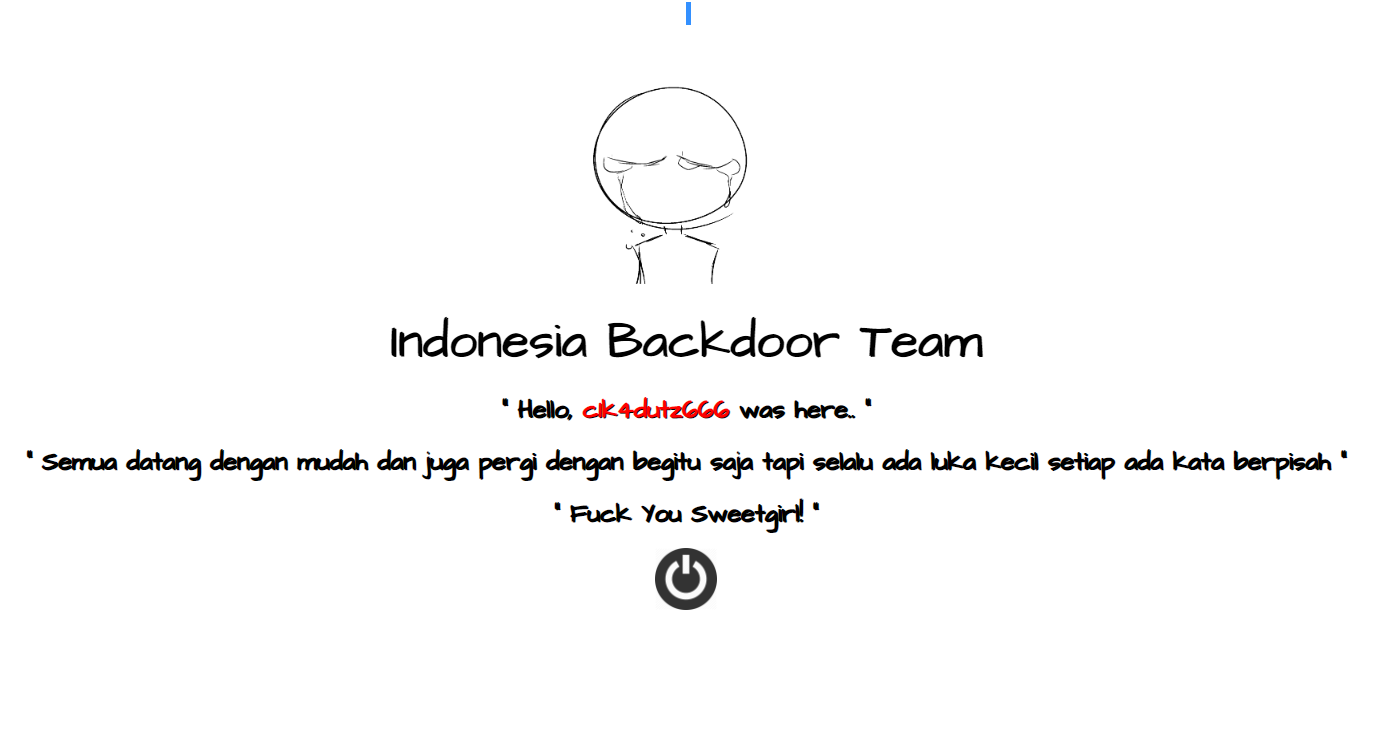 Indonesia Backdoor Team
" Hello, clk4dutz666 was here.. "
" Semua datang dengan mudah dan juga pergi dengan begitu saja tapi selalu ada luka kecil setiap ada kata berpisah "
" Fuck You Sweetgirl! "